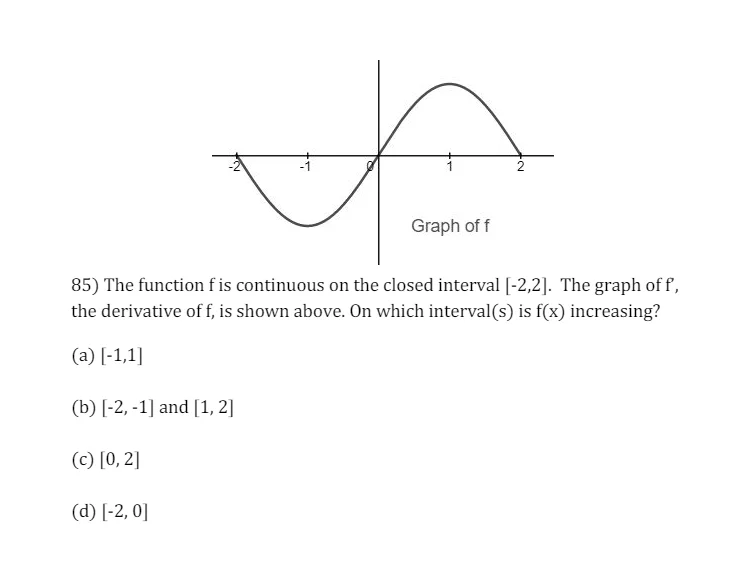 -2 -1 0 1 2
Graph of f
85) The function f is continuous on the closed interval [-2,2]. The graph of f',
the derivative of f, is shown above. On which interval(s) is f(x) increasing?
(a) [-1,1]
(b) [-2, -1] and [1, 2]
(c) [0, 2]
(d) [-2, 0]